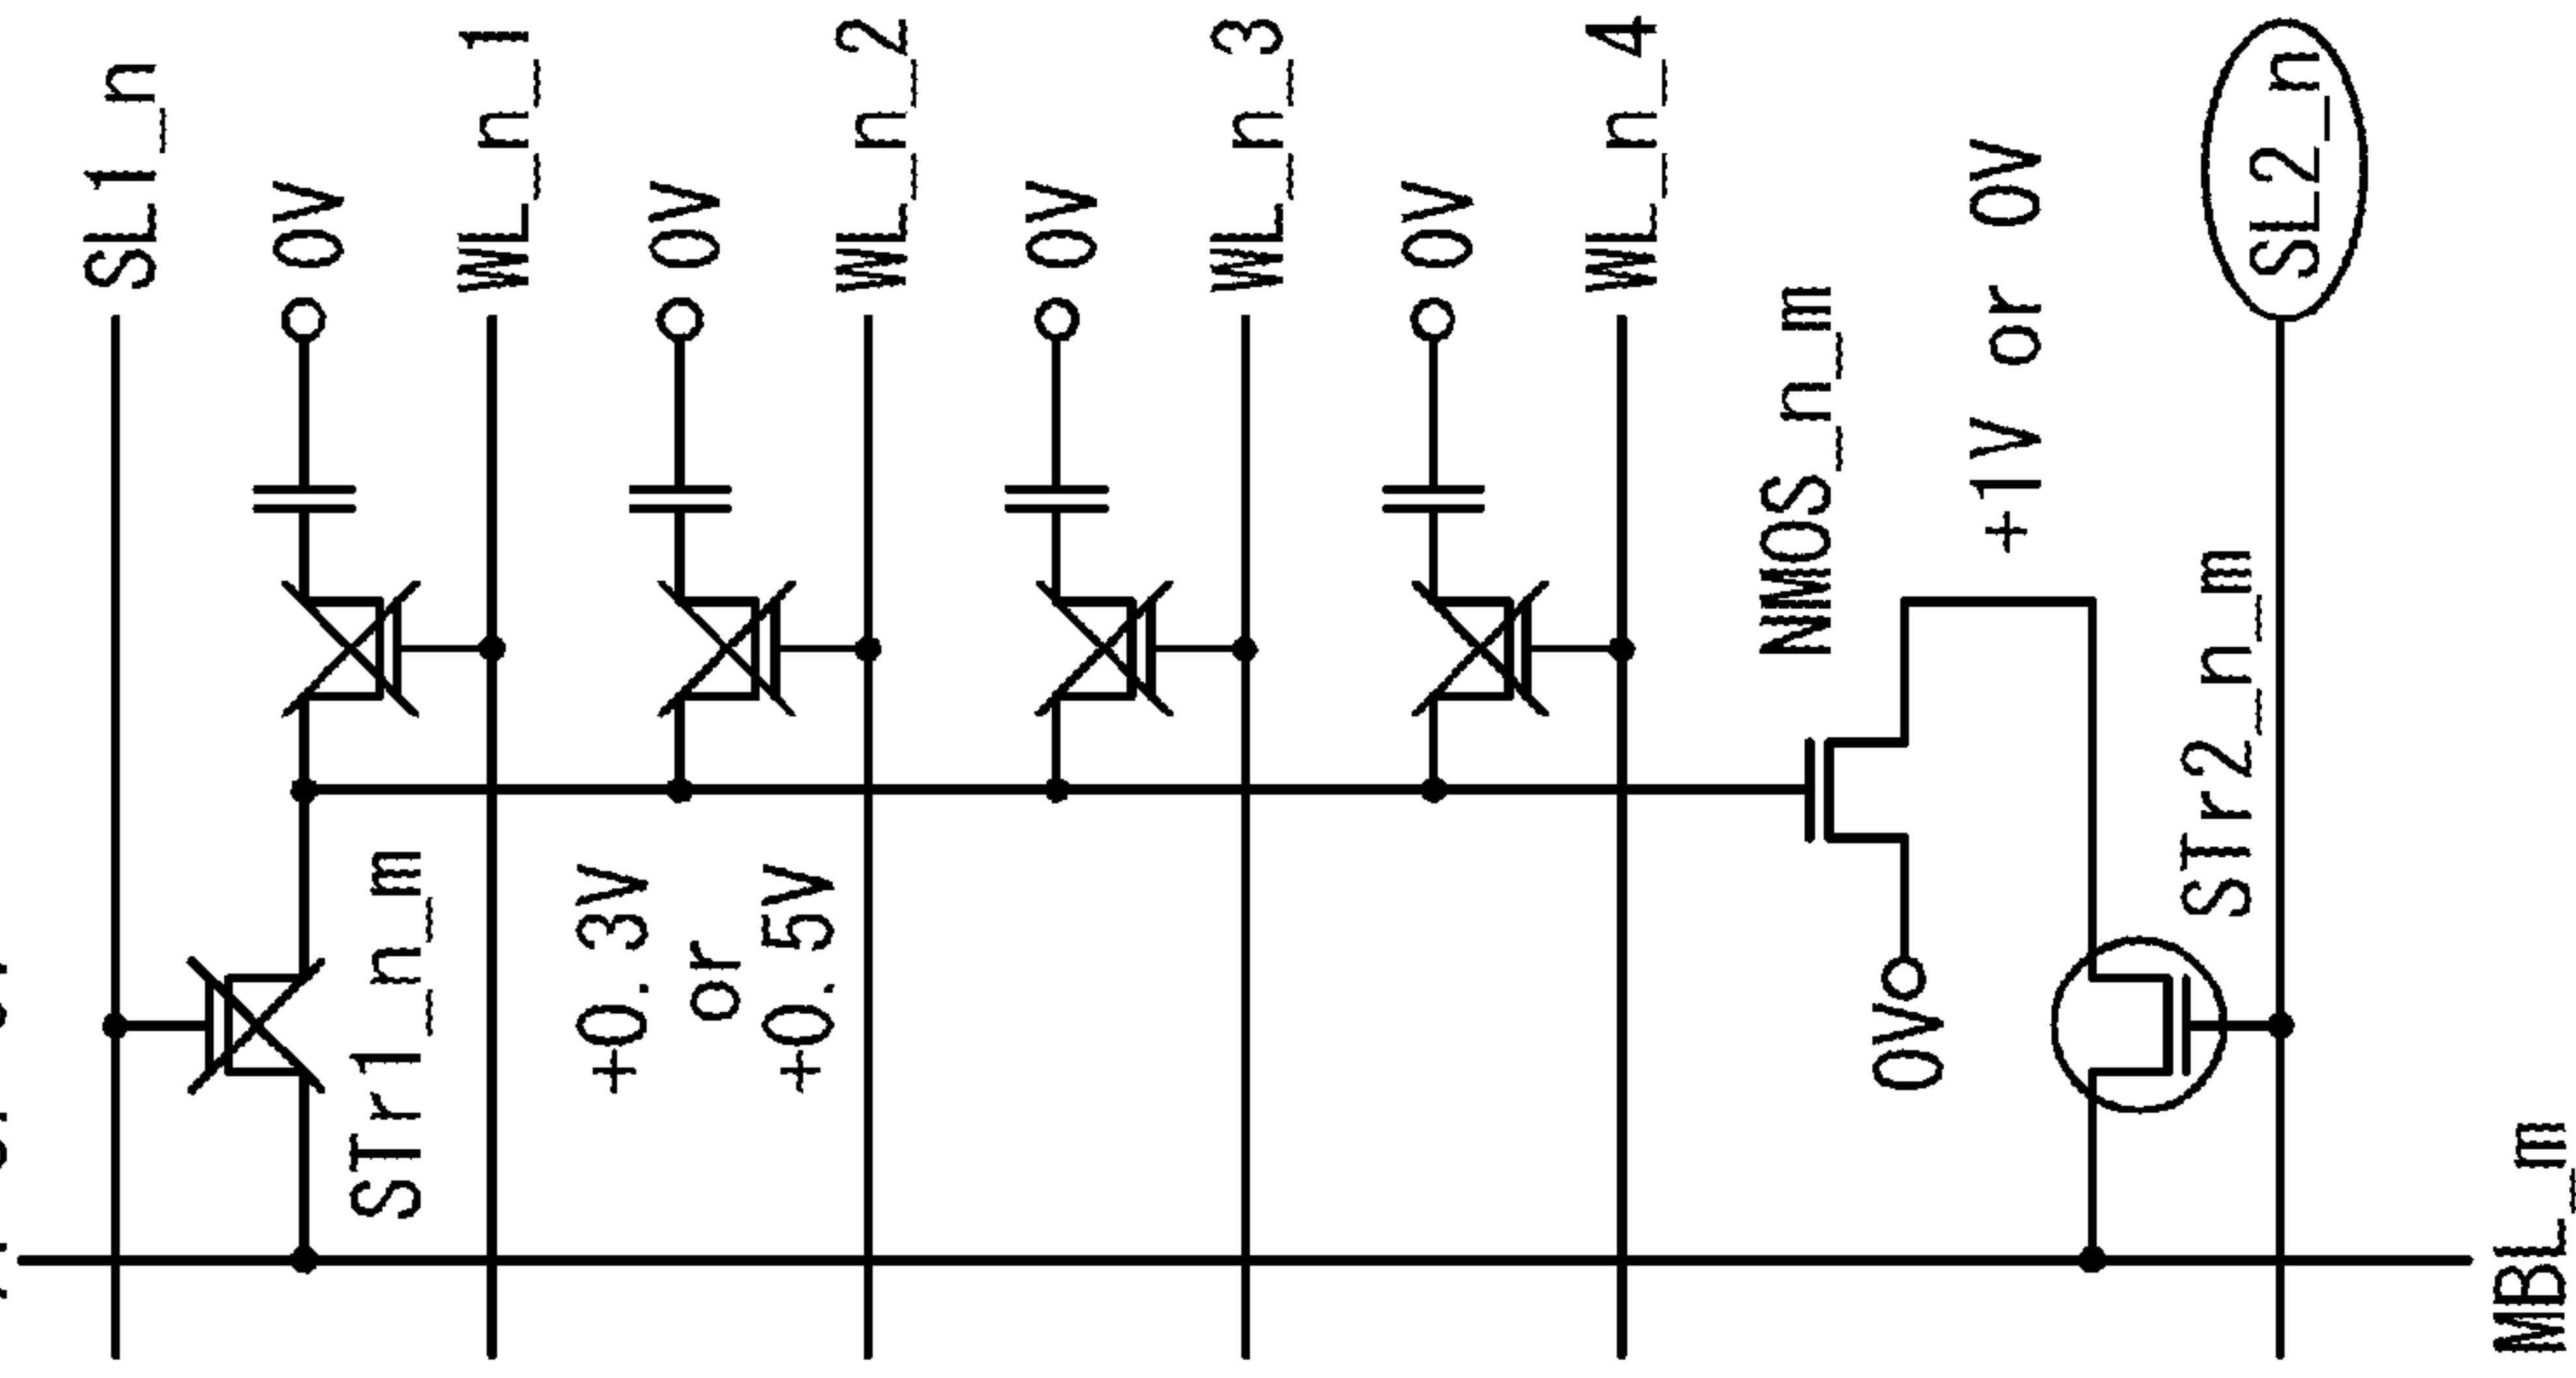 SL1_n
0V
WL_n_1
STr1_n_m
+0.3V
or
+0.5V
0V
WL_n_2
0V
WL_n_3
0V
WL_n_4
NMOS_n_m
0V
+1V or 0V
STr2_n_m
SL2_n
MBL_m